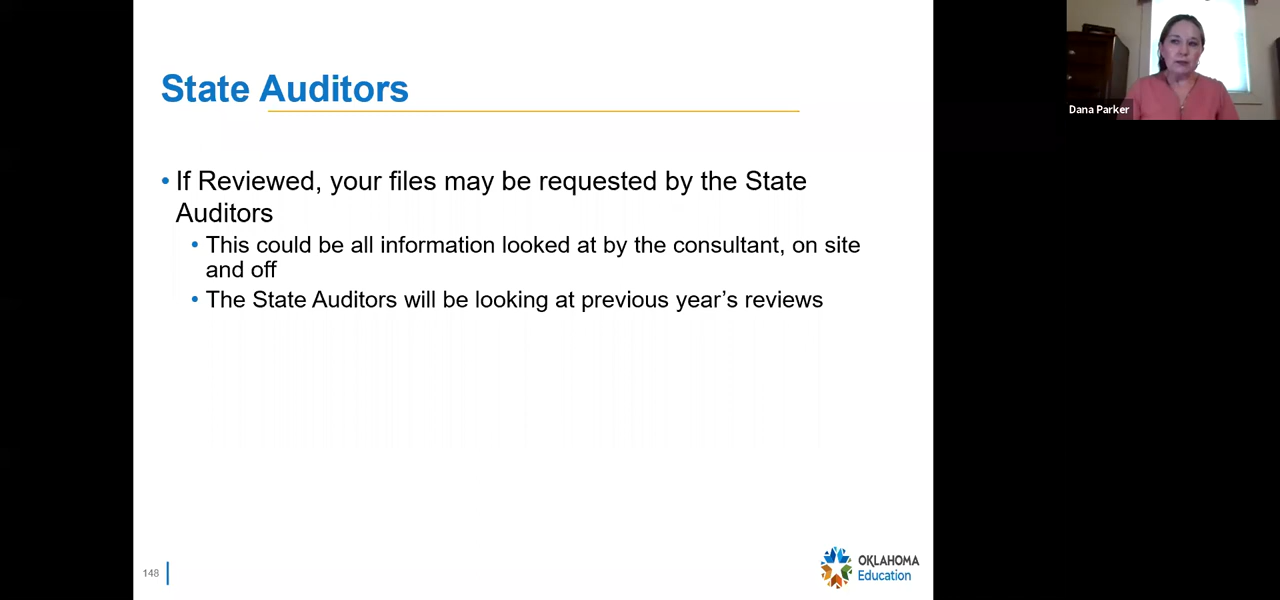 State Auditors
• If Reviewed, your files may be requested by the State
Auditors
• This could be all information looked at by the consultant, on site
and off
• The State Auditors will be looking at previous year’s reviews
148
OKLAHOMA
Education
Dana Parker